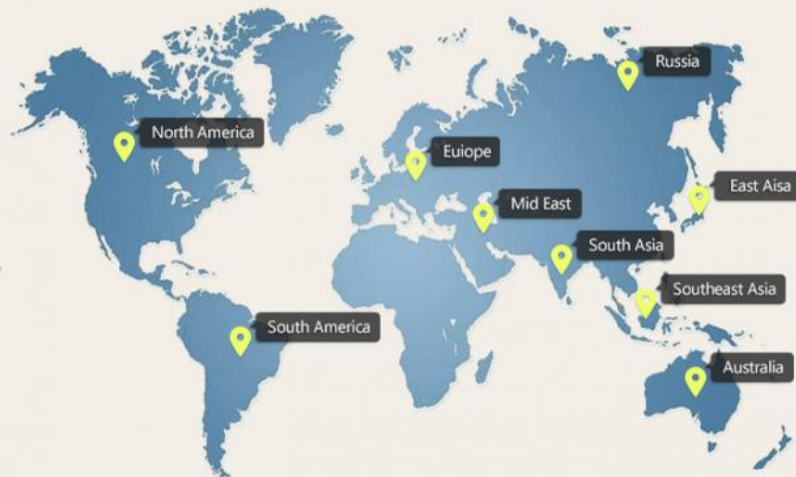 Russia
North America
Euiope
East Aisa
Mid East
South Asia
Southeast Asia
South America
Australia